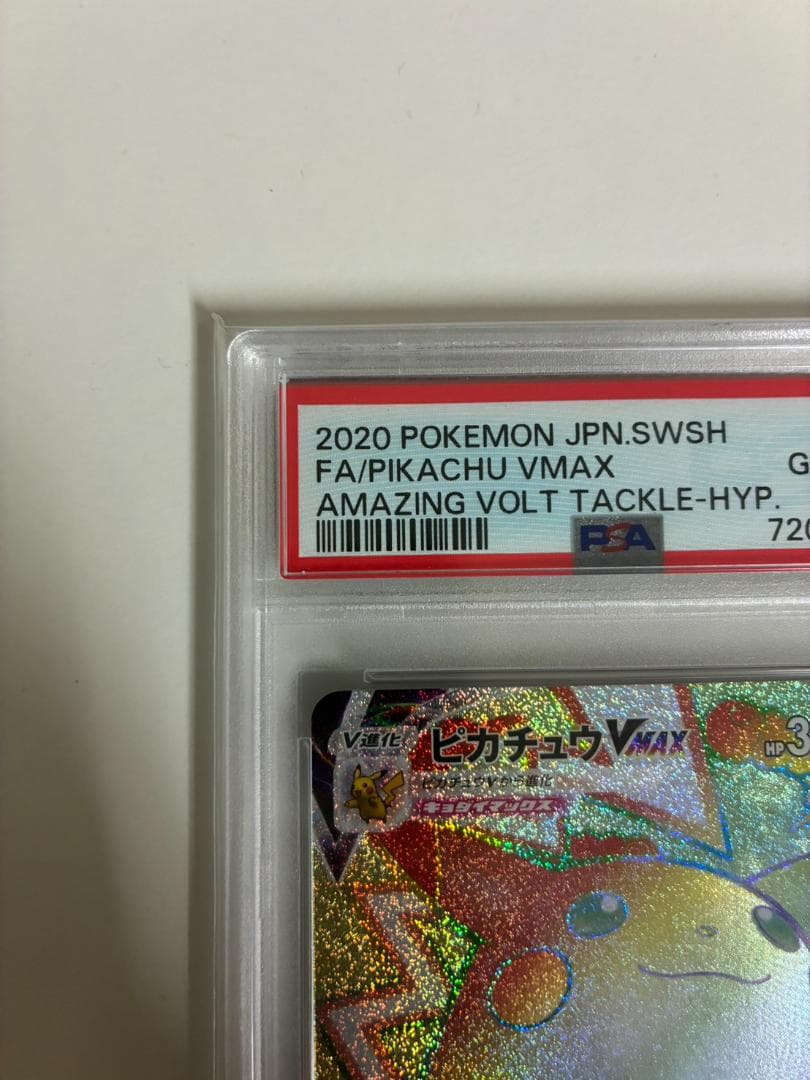 2020 POKEMON JPN.SWSH
FA/PIKACHU VMAX G
AMAZING VOLT TACKLE-HYP.
PSA 720
V進化 ピカチュウVMAX HP3
ピカチュウVから進化
キョダイマックス